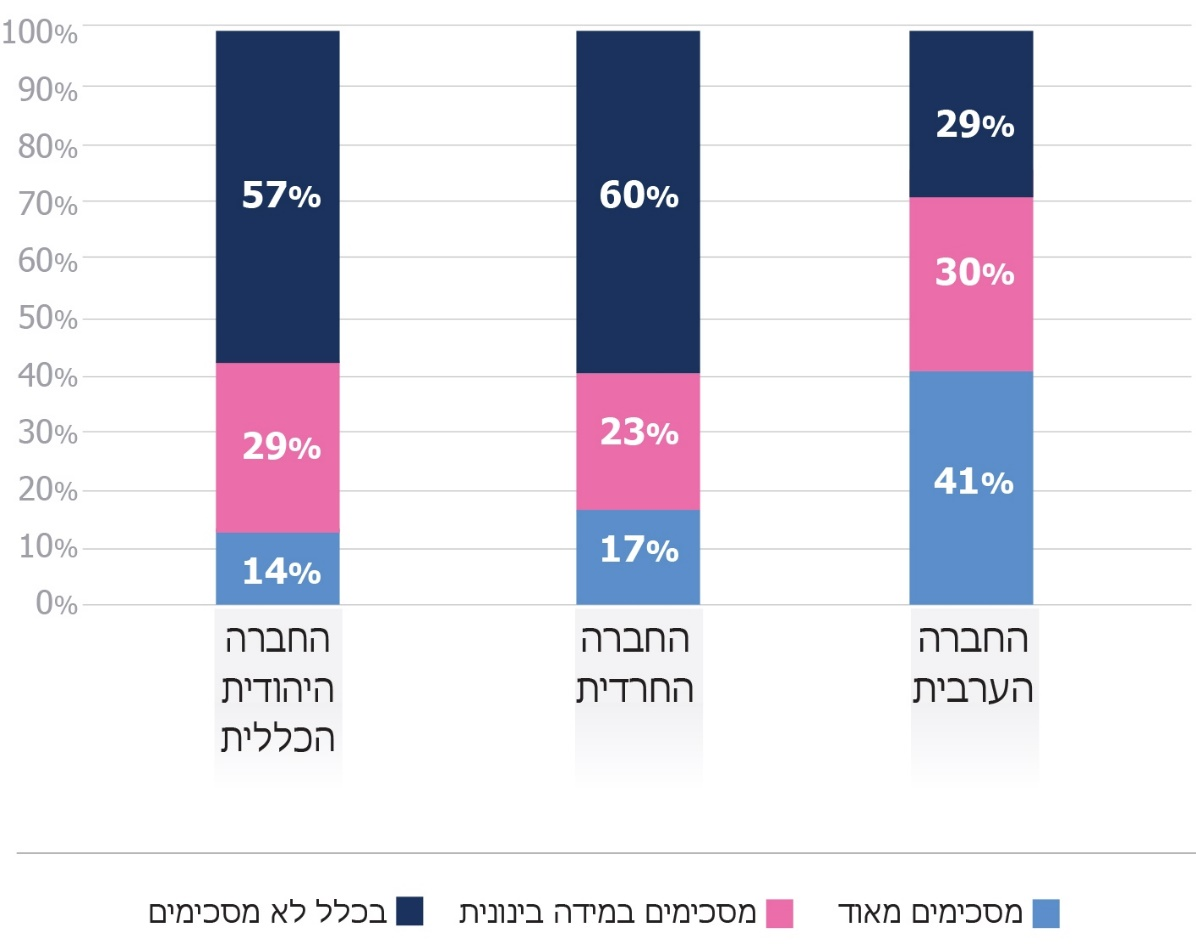 100%
90%
80%
70%
60%
50%
40%
30%
20%
10%
0%
57%
29%
14%
60%
23%
17%
29%
30%
41%
החברה
היהודית
הכללית
החברה
החרדית
החברה
הערבית
מסכימים מאוד
מסכימים במידה בינונית
בכלל לא מסכימים